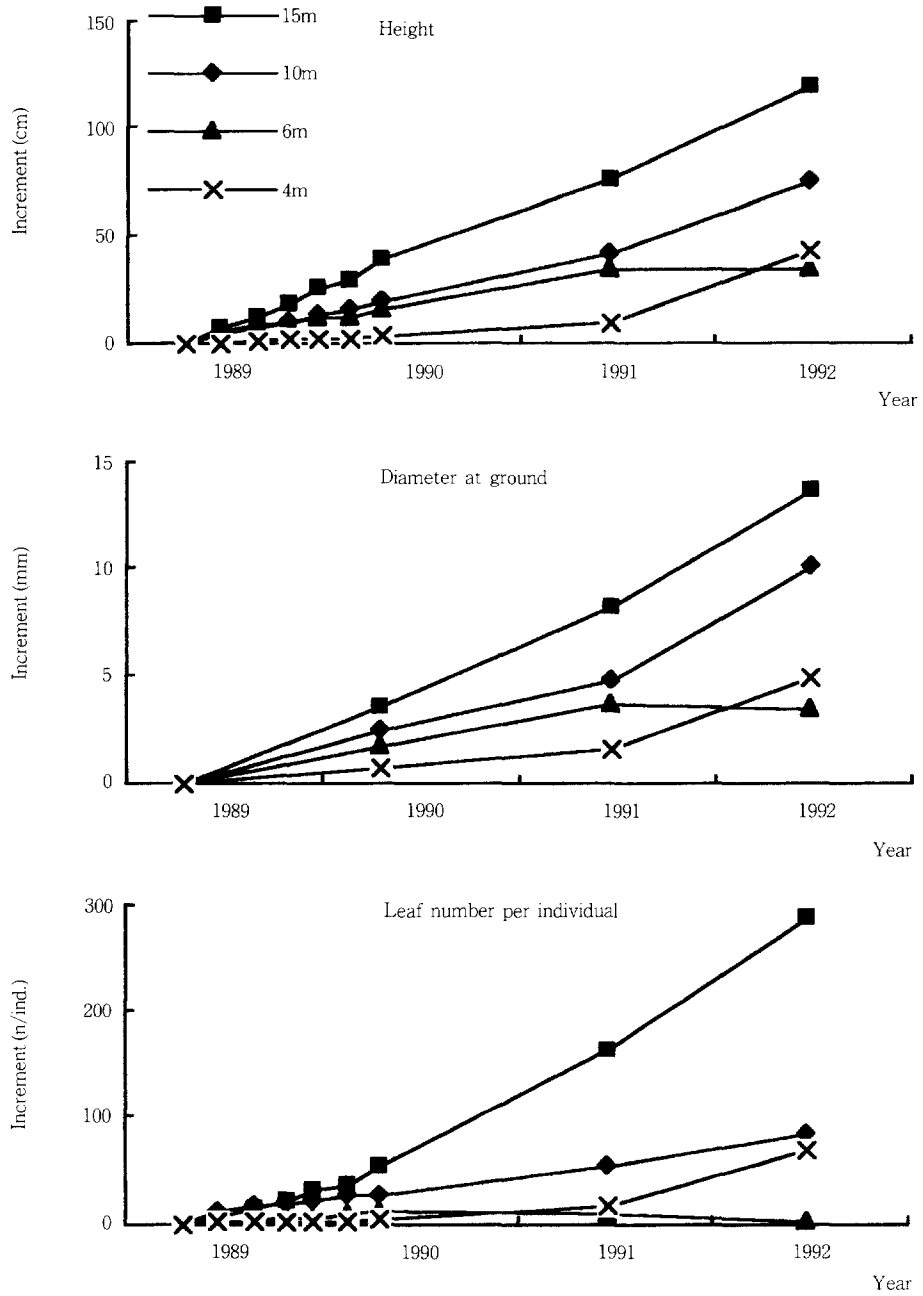 Height
Increment (cm)
150
100
50
0
15m
10m
6m
4m
1989 1990 1991 1992
Year
Diameter at ground
Increment (mm)
15
10
5
0
1989 1990 1991 1992
Year
Leaf number per individual
Increment (n/ind.)
300
200
100
0
1989 1990 1991 1992
Year